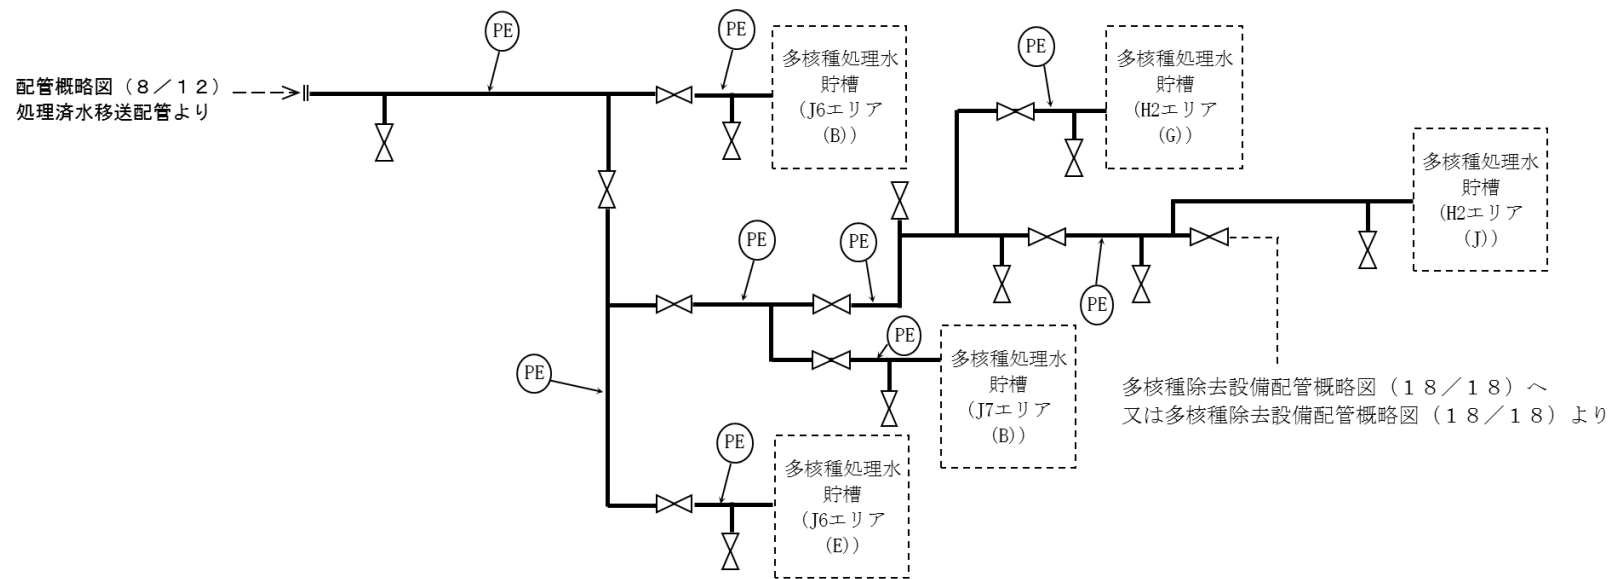 PE
PE
PE
配管概略図（８／１２）
処理済水移送配管より
多核種処理水
貯槽
（J6エリア
(B)）
多核種処理水
貯槽
（H2エリア
(G)）
多核種処理水
貯槽
（H2エリア
(J)）
PE
PE
PE
PE
多核種処理水
貯槽
（J7エリア
(B)）
PE
多核種除去設備配管概略図（１８／１８）へ
又は多核種除去設備配管概略図（１８／１８）より
PE
多核種処理水
貯槽
（J6エリア
(E)）